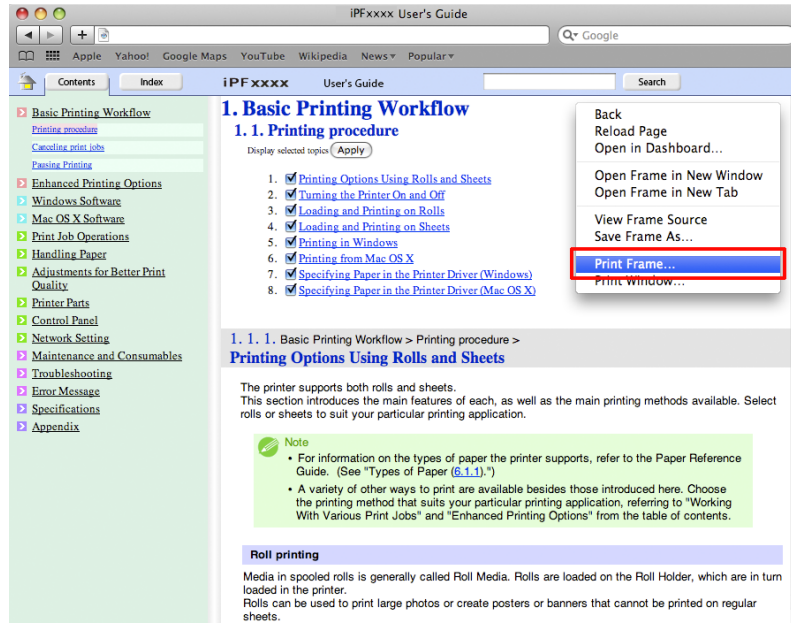 iPFxxxx User's Guide
Google
Apple Yahoo! Google Maps YouTube Wikipedia News Popular
Contents Index iPFxxxx User's Guide Search
Basic Printing Workflow
Printing procedure
Canceling print jobs
Pausing Printing
Enhanced Printing Options
Windows Software
Mac OS X Software
Print Job Operations
Handling Paper
Adjustments for Better Print
Quality
Printer Parts
Control Panel
Network Setting
Maintenance and Consumables
Troubleshooting
Error Message
Specifications
Appendix
1. Basic Printing Workflow
1. 1. Printing procedure
Display selected topics Apply
1. Printing Options Using Rolls and Sheets
2. Turning the Printer On and Off
3. Loading and Printing on Rolls
4. Loading and Printing on Sheets
5. Printing in Windows
6. Printing from Mac OS X
7. Specifying Paper in the Printer Driver (Windows)
8. Specifying Paper in the Printer Driver (Mac OS X)
Back
Reload Page
Open in Dashboard...
Open Frame in New Window
Open Frame in New Tab
View Frame Source
Save Frame As...
Print Frame...
Print Window...
1. 1. 1. Basic Printing Workflow > Printing procedure >
Printing Options Using Rolls and Sheets
The printer supports both rolls and sheets.
This section introduces the main features of each, as well as the main printing methods available. Select
rolls or sheets to suit your particular printing application.
Note
• For information on the types of paper the printer supports, refer to the Paper Reference
Guide. (See "Types of Paper (6.1.1).")
• A variety of other ways to print are available besides those introduced here. Choose
the printing method that suits your particular printing application, referring to "Working
With Various Print Jobs" and "Enhanced Printing Options" from the table of contents.
Roll printing
Media in spooled rolls is generally called Roll Media. Rolls are loaded on the Roll Holder, which are in turn
loaded in the printer.
Rolls can be used to print large photos or create posters or banners that cannot be printed on regular
sheets.